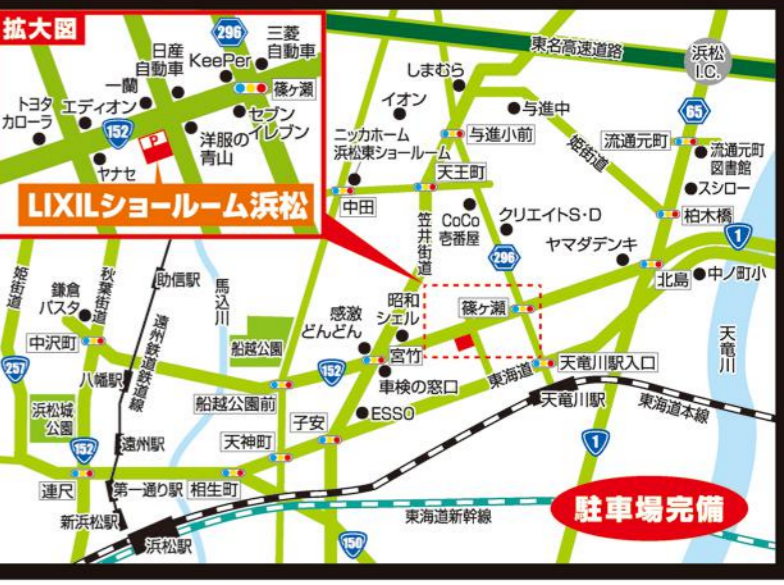 拡大図
296
三菱
自動車
日産
自動車
KeePer
一蘭
篠ヶ瀬
トヨタ
カローラ
エディオン
152
セブン
イレブン
洋服の
青山
P
ヤナセ
LIXILショールーム浜松
東名高速道路
浜松
I.C.
しまむら
イオン
与進中
65
ニッカホーム
浜松東ショールーム
与進小前
姫街道
流通元町
流通元町
図書館
天王町
スシロー
中田
笠井街道
CoCo
壱番屋
クリエイトS・D
柏木橋
1
296
ヤマダデンキ
北島
中ノ町小
姫街道
秋葉街道
助信駅
馬込川
鎌倉
パスタ
遠州鉄道鉄道線
感激
どんどん
昭和
シェル
篠ヶ瀬
天竜川
中沢町
船越公園
宮竹
257
八幡駅
152
東海道
天竜川駅入口
車検の窓口
浜松城
公園
船越公園前
ESSO
天竜川駅
東海道本線
子安
152
遠州駅
天神町
1
連尺
第一通り駅
相生町
新浜松駅
東海道新幹線
駐車場完備
浜松駅
150